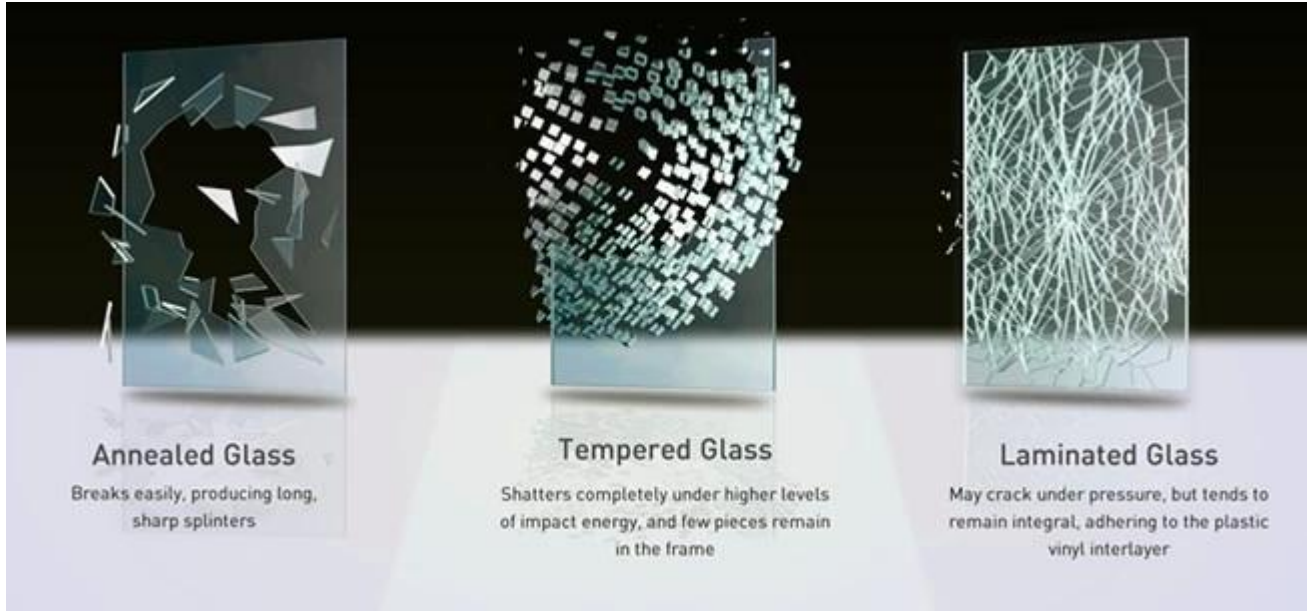 Annealed Glass
Breaks easily, producing long,
sharp splinters
Tempered Glass
Shatters completely under higher levels
of impact energy, and few pieces remain
in the frame
Laminated Glass
May crack under pressure, but tends to
remain integral, adhering to the plastic
vinyl interlayer